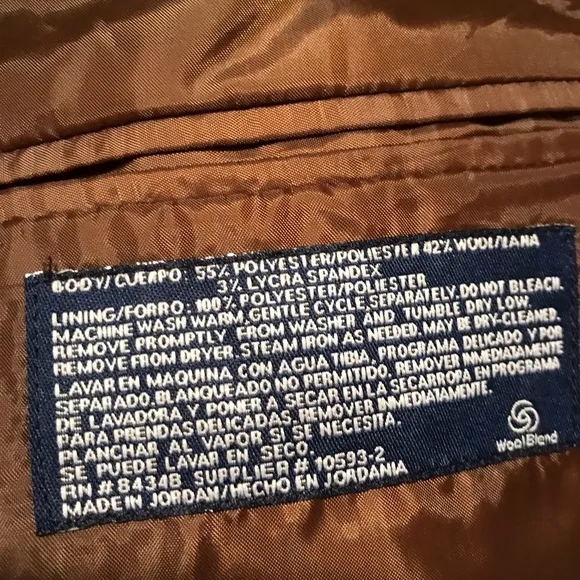 BODY/CUERPO: 55% POLYESTER/POLIESTER 42% WOOL/LANA
3% LYCRA SPANDEX
LINING/FORRO: 100% POLYESTER/POLIESTER
MACHINE WASH WARM, GENTLE CYCLE, SEPARATELY. DO NOT BLEACH.
REMOVE PROMPTLY FROM WASHER AND TUMBLE DRY LOW.
REMOVE FROM DRYER. STEAM IRON AS NEEDED. MAY BE DRY-CLEANED.
LAVAR EN MAQUINA CON AGUA TIBIA, PROGRAMA DELICADO Y POR
SEPARADO. BLANQUEADO NO PERMITIDO. REMOVER INMEDIATAMENTE
DE LAVADORA Y PONER A SECAR EN LA SECARROPA EN PROGRAMA
PARA PRENDAS DELICADAS. REMOVER INMEDIATAMENTE.
PLANCHAR AL VAPOR SI SE DESEA.
SE PUEDE LAVAR EN SECO.
RN # 84348 SUPPLIER # 10593-2
MADE IN JORDAN/HECHO EN JORDANIA
Wool Blend